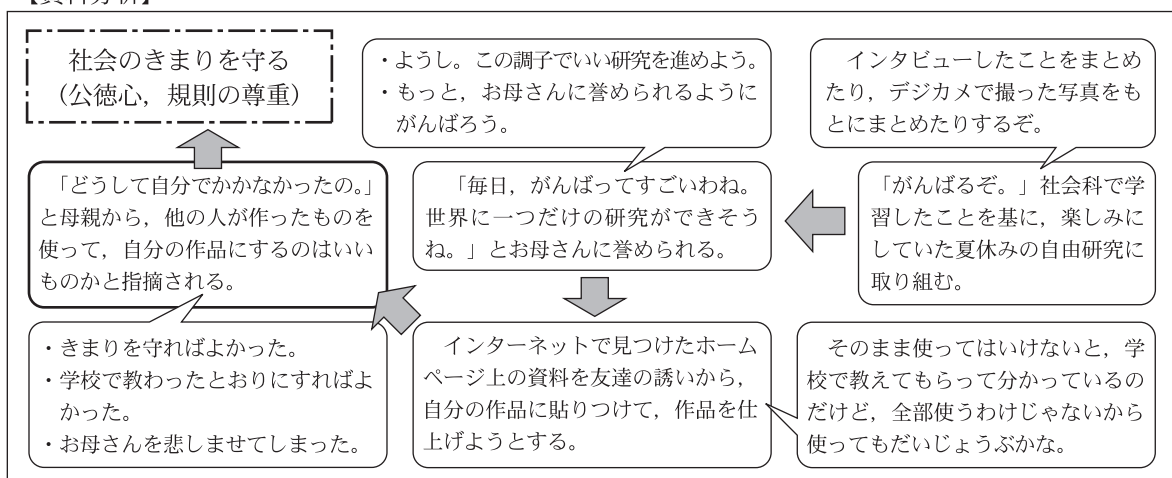 【資料分析】
社会のきまりを守る
(公徳心,規則の尊重)
・ようし。この調子でいい研究を進めよう。
・もっと,お母さんに誉められるように
がんばろう。
インタビューしたことをまとめ
たり,デジカメで撮った写真をも
とにまとめたりするぞ。
「どうして自分でかかなかったの。」
と母親から,他の人が作ったものを
使って,自分の作品にするのはいい
ものかと指摘される。
「毎日,がんばってすごいわね。
世界に一つだけの研究ができそう
ね。」とお母さんに誉められる。
「がんばるぞ。」社会科で学
習したことを基に,楽しみに
していた夏休みの自由研究に
取り組む。
・きまりを守ればよかった。
・学校で教わったとおりにすればよ
かった。
・お母さんを悲しませてしまった。
インターネットで見つけたホーム
ページ上の資料を友達の誘いから,
自分の作品に貼りつけて,作品を仕
上げようとする。
そのまま使ってはいけないと,学
校で教えてもらって分かっているの
だけど,全部使うわけじゃないから
使ってもだいじょうぶかな。